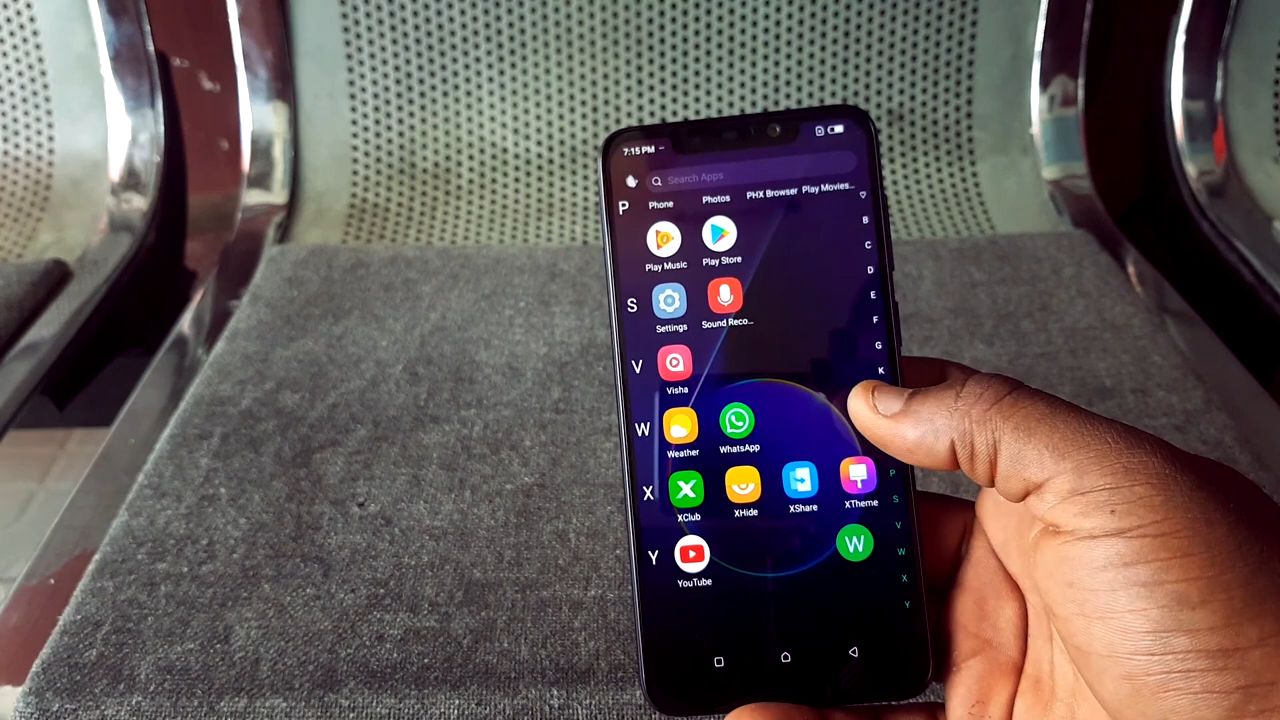 7:15 PM
Search Apps
P
Phone Photos PHX Browser Play Movies...
Play Music Play Store
S
Settings Sound Reco...
V
Visha
W
Weather WhatsApp
X
XClub XHide XShare XTheme
Y
W
YouTube
B
C
D
E
F
G
K
P
S
V
W
X
Y